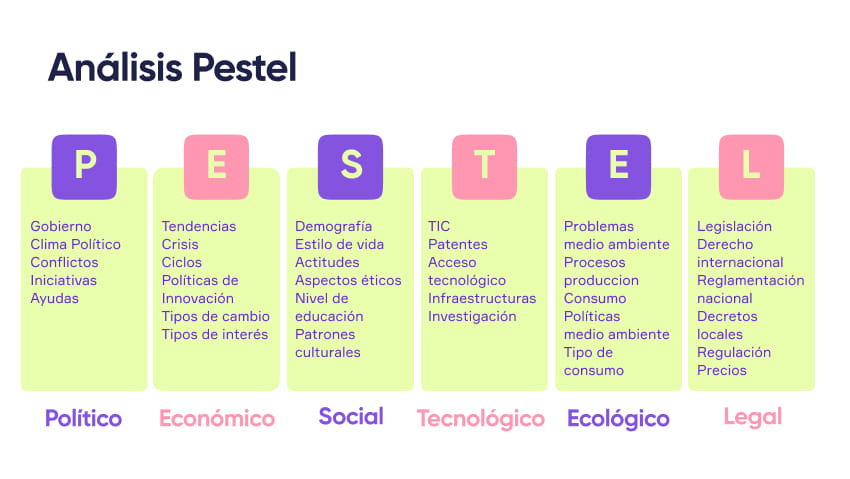 Análisis Pestel
P
Gobierno
Clima Político
Conflictos
Iniciativas
Ayudas
Político
E
Tendencias
Crisis
Ciclos
Políticas de
Innovación
Tipos de cambio
Tipos de interés
Económico
S
Demografía
Estilo de vida
Actitudes
Aspectos éticos
Nivel de
educación
Patrones
culturales
Social
T
TIC
Patentes
Acceso
tecnológico
Infraestructuras
Investigación
Tecnológico
E
Problemas
medio ambiente
Procesos
produccion
Consumo
Políticas
medio ambiente
Tipo de
consumo
Ecológico
L
Legislación
Derecho
internacional
Reglamentación
nacional
Decretos
locales
Regulación
Precios
Legal